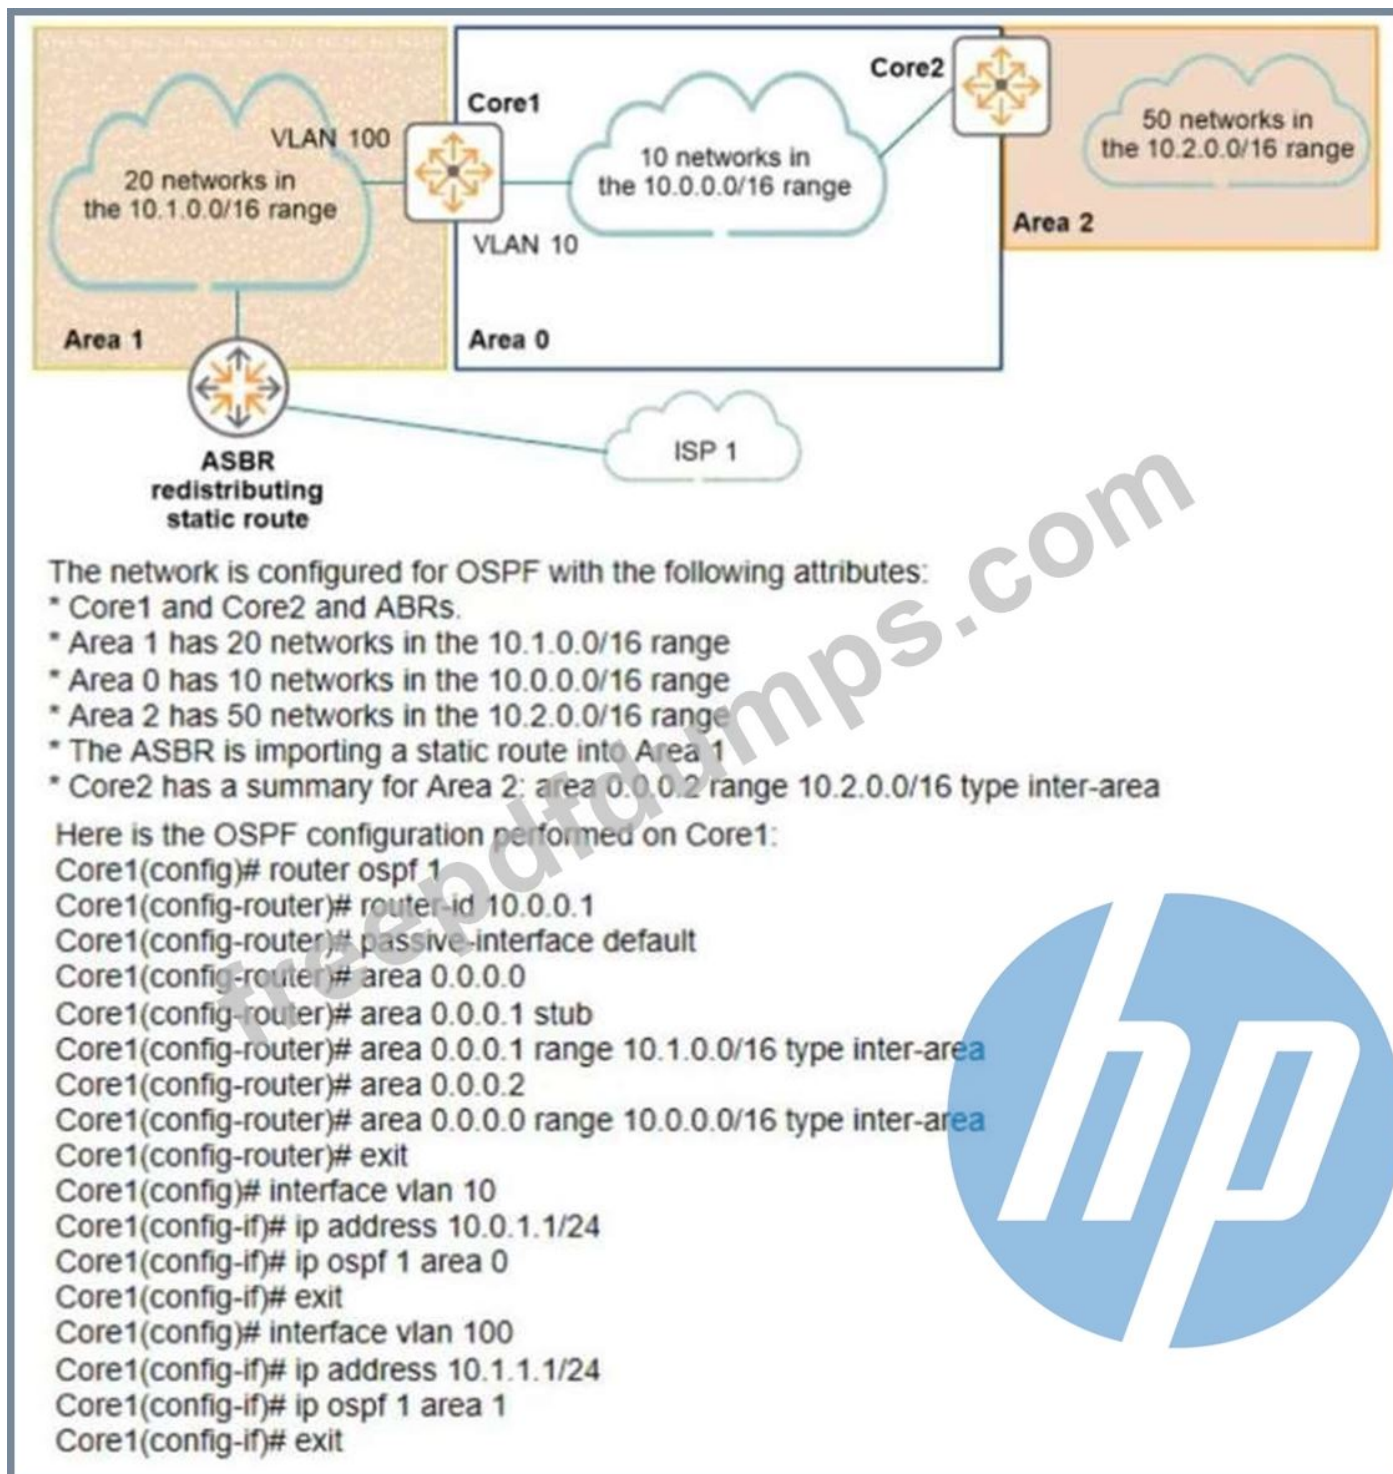 Core2
Core1
VLAN 100
50 networks in
the 10.2.0.0/16 range
10 networks in
the 10.0.0.0/16 range
20 networks in
the 10.1.0.0/16 range
Area 2
VLAN 10
Area 1
Area 0
ISP 1
ASBR
redistributing
static route
The network is configured for OSPF with the following attributes:
* Core1 and Core2 and ABRs.
* Area 1 has 20 networks in the 10.1.0.0/16 range
* Area 0 has 10 networks in the 10.0.0.0/16 range
* Area 2 has 50 networks in the 10.2.0.0/16 range
* The ASBR is importing a static route into Area 1
* Core2 has a summary for Area 2: area 0.0.0.2 range 10.2.0.0/16 type inter-area
Here is the OSPF configuration performed on Core1:
Core1(config)# router ospf 1
Core1(config-router)# router-id 10.0.0.1
Core1(config-router)# passive-interface default
Core1(config-router)# area 0.0.0.0
Core1(config-router)# area 0.0.0.1 stub
Core1(config-router)# area 0.0.0.1 range 10.1.0.0/16 type inter-area
Core1(config-router)# area 0.0.0.2
Core1(config-router)# area 0.0.0.0 range 10.0.0.0/16 type inter-area
Core1(config-router)# exit
Core1(config)# interface vlan 10
Core1(config-if)# ip address 10.0.1.1/24
Core1(config-if)# ip ospf 1 area 0
Core1(config-if)# exit
Core1(config)# interface vlan 100
Core1(config-if)# ip address 10.1.1.1/24
Core1(config-if)# ip ospf 1 area 1
Core1(config-if)# exit
freepdfdumps.com
hp